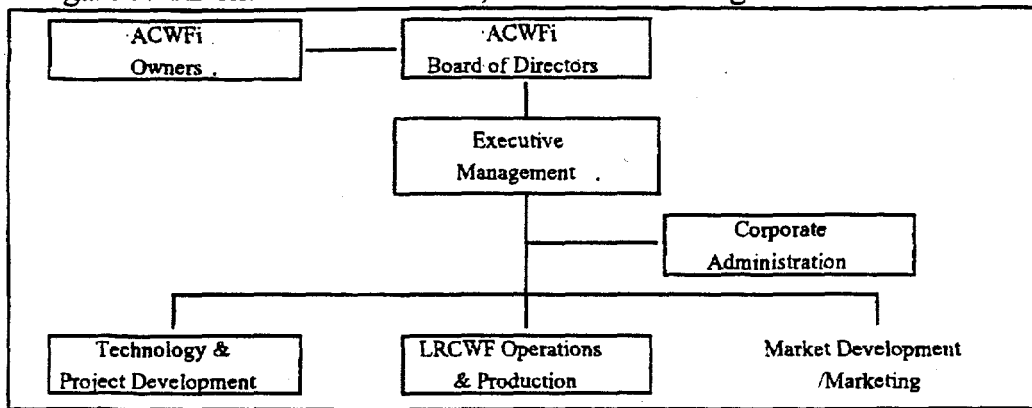 ACWFi
Owners
ACWFi
Board of Directors
Executive
Management
Corporate
Administration
Technology &
Project Development
LRCWF Operations
& Production
Market Development
/Marketing